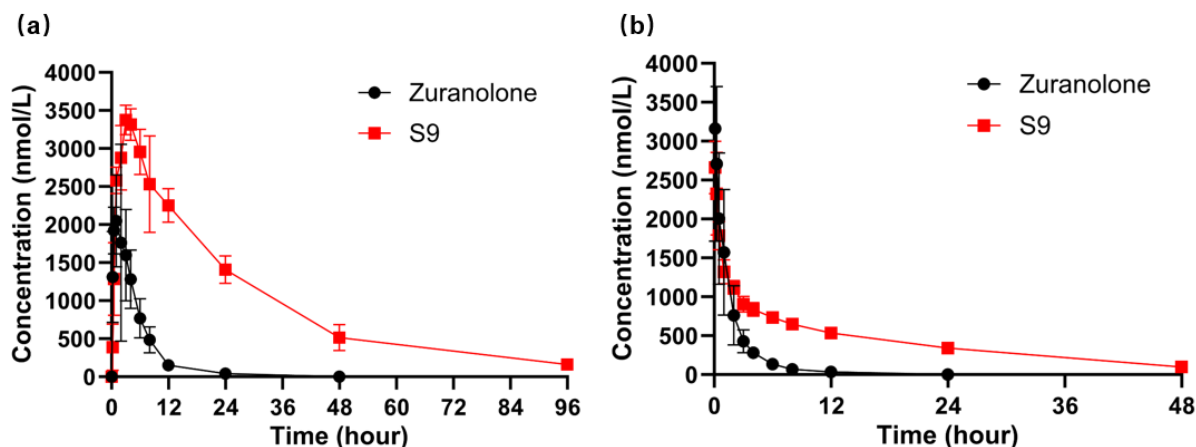 (a)
Concentration (nmol/L)
4000
3500
3000
2500
2000
1500
1000
500
0
Zuranolone
S9
0 12 24 36 48 60 72 84 96
Time (hour)
(b)
Concentration (nmol/L)
4000
3500
3000
2500
2000
1500
1000
500
0
Zuranolone
S9
0 12 24 36 48
Time (hour)